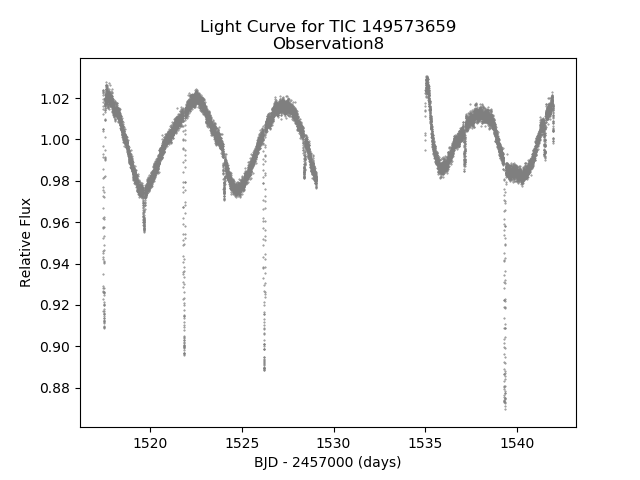 Light Curve for TIC 149573659
Observation8
1.02
1.00
0.98
0.96
0.94
0.92
0.90
0.88
Relative Flux
1520 1525 1530 1535 1540
BJD - 2457000 (days)